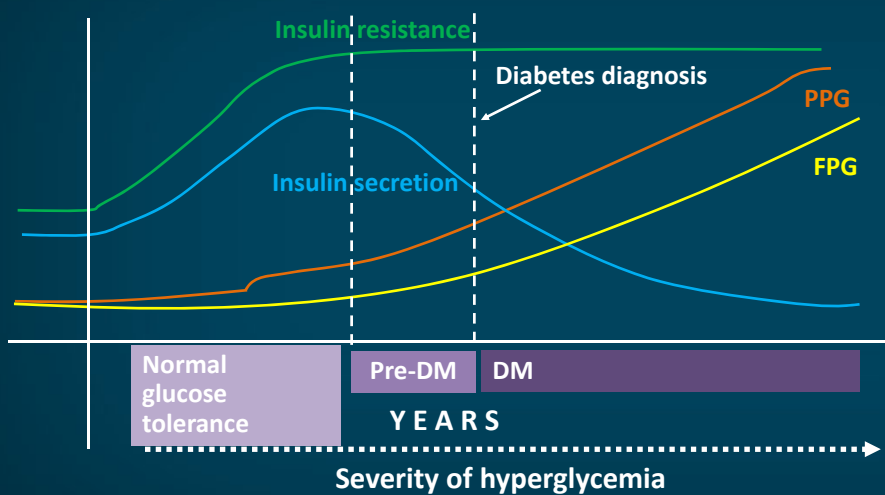 Insulin resistance
Diabetes diagnosis
PPG
FPG
Insulin secretion
Normal
glucose
tolerance
Pre-DM
DM
YEARS
Severity of hyperglycemia